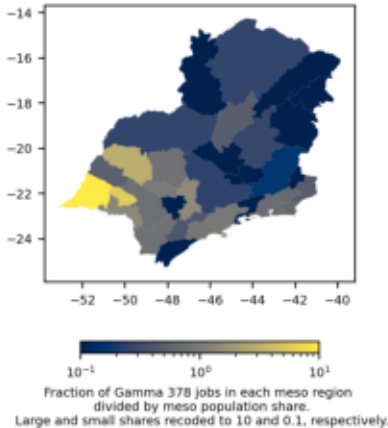 −14
−16
−18
−20
−22
−24
−52 −50 −48 −46 −44 −42 −40
10⁻¹ 10⁰ 10¹
Fraction of Gamma 378 jobs in each meso region
divided by meso population share.
Large and small shares recoded to 10 and 0.1, respectively